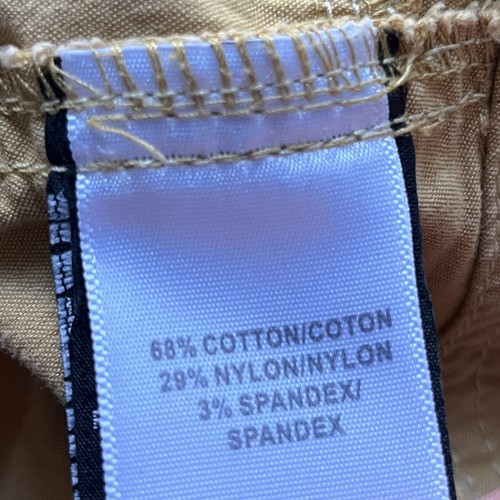 68% COTTON/COTON
29% NYLON/NYLON
3% SPANDEX/
SPANDEX